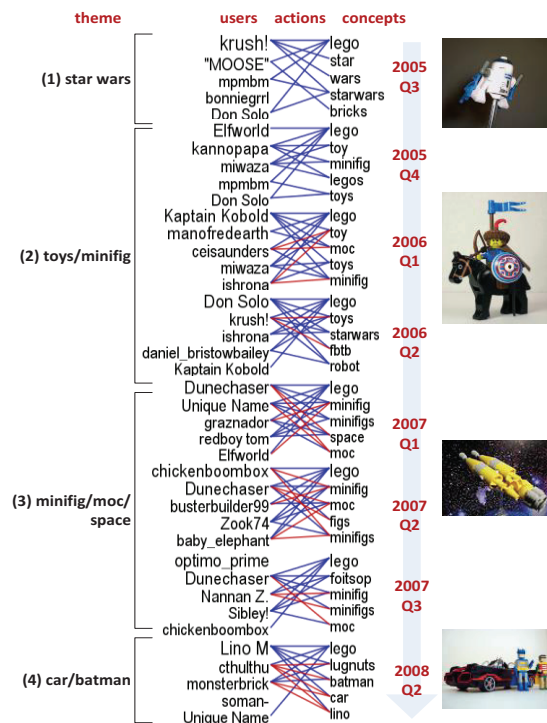 theme users actions concepts
(1) star wars
krush! lego
"MOOSE" star
mpmbm wars
bonniegrrl starwars
Don Solo bricks
2005
Q3
(2) toys/minifig
Elfworld lego
kannopapa toy
miwaza minifig
mpmbm legos
Don Solo toys
2005
Q4
Kaptain Kobold lego
manofredearth toy
ceisaunders moc
miwaza toys
ishrona minifig
2006
Q1
Don Solo lego
krush! toys
ishrona starwars
daniel_bristowbailey fbtb
Kaptain Kobold robot
2006
Q2
(3) minifig/moc/
space
Dunechaser lego
Unique Name minifig
graznador minifigs
redboy tom space
Elfworld moc
2007
Q1
chickenboombox lego
Dunechaser minifig
busterbuilder99 moc
Zook74 figs
baby_elephant minifigs
2007
Q2
optimo_prime lego
Dunechaser foitsop
Nannan Z. minifig
Sibley! minifigs
chickenboombox moc
2007
Q3
(4) car/batman
Lino M lego
cthulthu lugnuts
monsterbrick batman
soman- car
Unique Name lino
2008
Q2